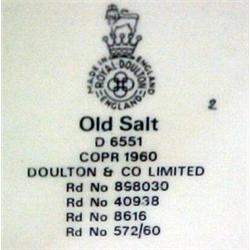 MADE IN ENGLAND
ROYAL DOULTON
ENGLAND
2
Old Salt
D 6551
COPR 1960
DOULTON & CO LIMITED
Rd No 898030
Rd No 40938
Rd No 8616
Rd No 572/60